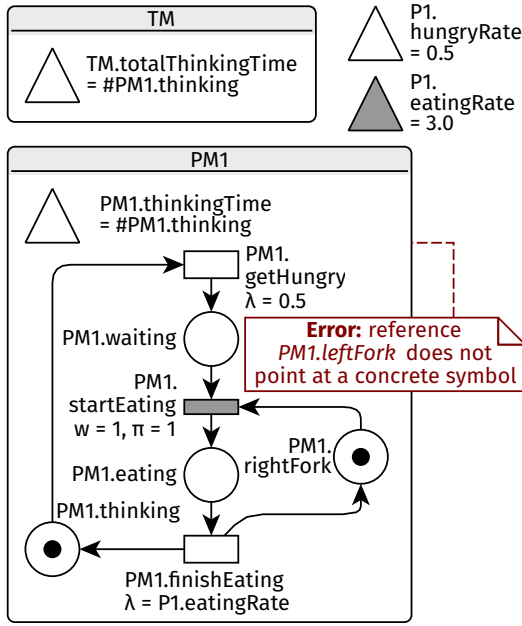 TM
TM.totalThinkingTime
= #PM1.thinking
P1.
hungryRate
= 0.5
P1.
eatingRate
= 3.0
PM1
PM1.thinkingTime
= #PM1.thinking
PM1.
getHungry
λ = 0.5
PM1.waiting
Error: reference
PM1.leftFork does not
point at a concrete symbol
PM1.
startEating
w = 1, π = 1
PM1.
rightFork
PM1.eating
PM1.thinking
PM1.finishEating
λ = P1.eatingRate